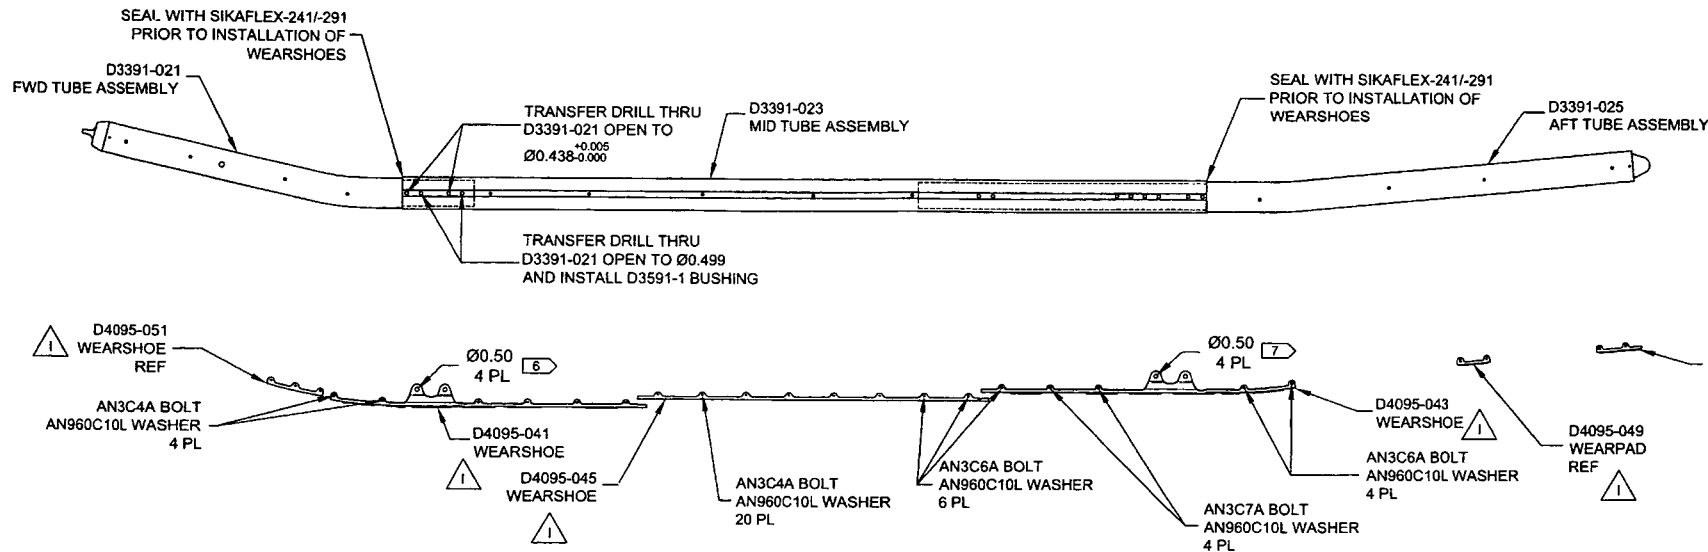 SEAL WITH SIKAFLEX-241/-291
PRIOR TO INSTALLATION OF
WEARSHOES
D3391-021
FWD TUBE ASSEMBLY
TRANSFER DRILL THRU
D3391-021 OPEN TO
Ø0.438+0.005-0.000
D3391-023
MID TUBE ASSEMBLY
SEAL WITH SIKAFLEX-241/-291
PRIOR TO INSTALLATION OF
WEARSHOES
D3391-025
AFT TUBE ASSEMBLY
TRANSFER DRILL THRU
D3391-021 OPEN TO Ø0.499
AND INSTALL D3591-1 BUSHING
1
D4095-051
WEARSHOE
REF
Ø0.50
4 PL
6
Ø0.50
4 PL
7
AN3C4A BOLT
AN960C10L WASHER
4 PL
D4095-041
WEARSHOE
1
D4095-045
WEARSHOE
1
AN3C4A BOLT
AN960C10L WASHER
20 PL
AN3C6A BOLT
AN960C10L WASHER
6 PL
AN3C7A BOLT
AN960C10L WASHER
4 PL
AN3C6A BOLT
AN960C10L WASHER
4 PL
D4095-043
WEARSHOE
1
D4095-049
WEARPAD
REF
1